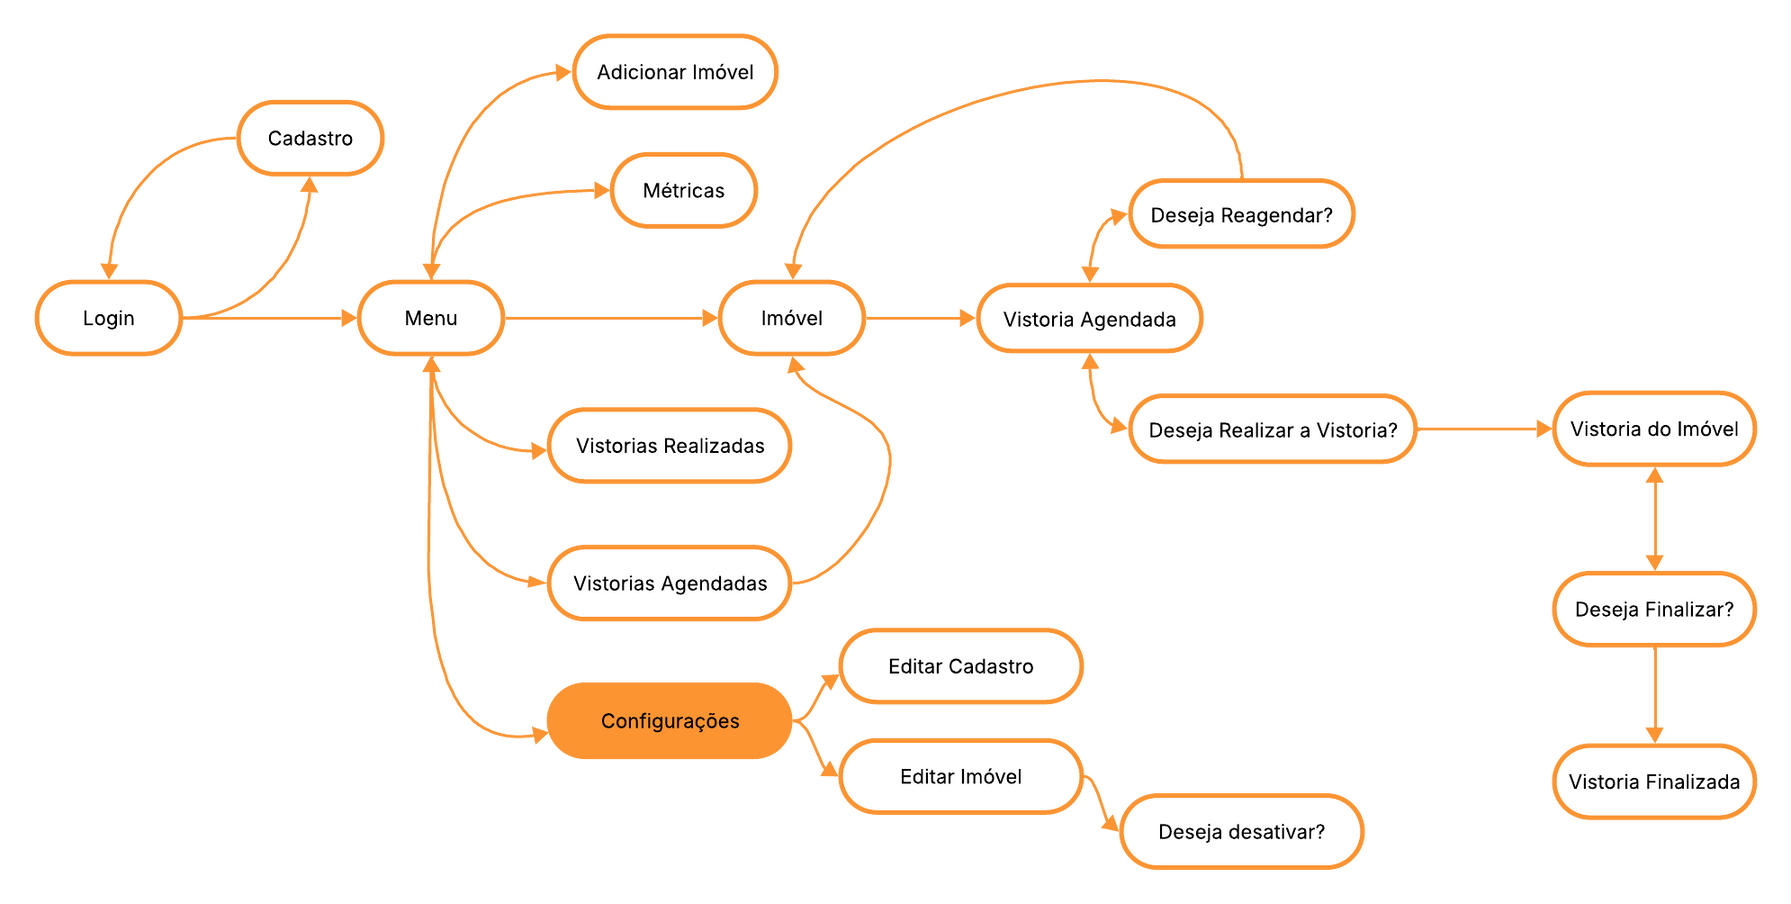 Adicionar Imóvel
Cadastro
Métricas
Deseja Reagendar?
Login
Menu
Imóvel
Vistoria Agendada
Vistorias Realizadas
Deseja Realizar a Vistoria?
Vistoria do Imóvel
Vistorias Agendadas
Deseja Finalizar?
Editar Cadastro
Configurações
Editar Imóvel
Vistoria Finalizada
Deseja desativar?